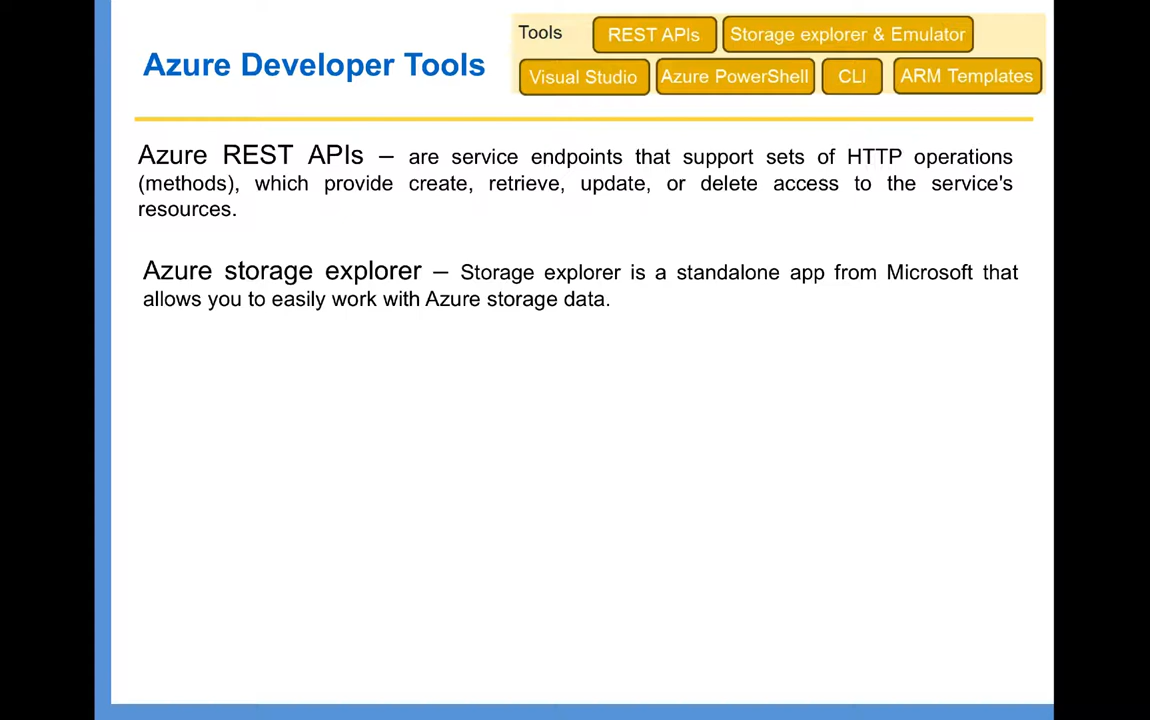 Azure Developer Tools
Tools
REST APIs
Storage explorer & Emulator
Visual Studio
Azure PowerShell
CLI
ARM Templates
Azure REST APIs – are service endpoints that support sets of HTTP operations
(methods), which provide create, retrieve, update, or delete access to the service's
resources.
Azure storage explorer – Storage explorer is a standalone app from Microsoft that
allows you to easily work with Azure storage data.